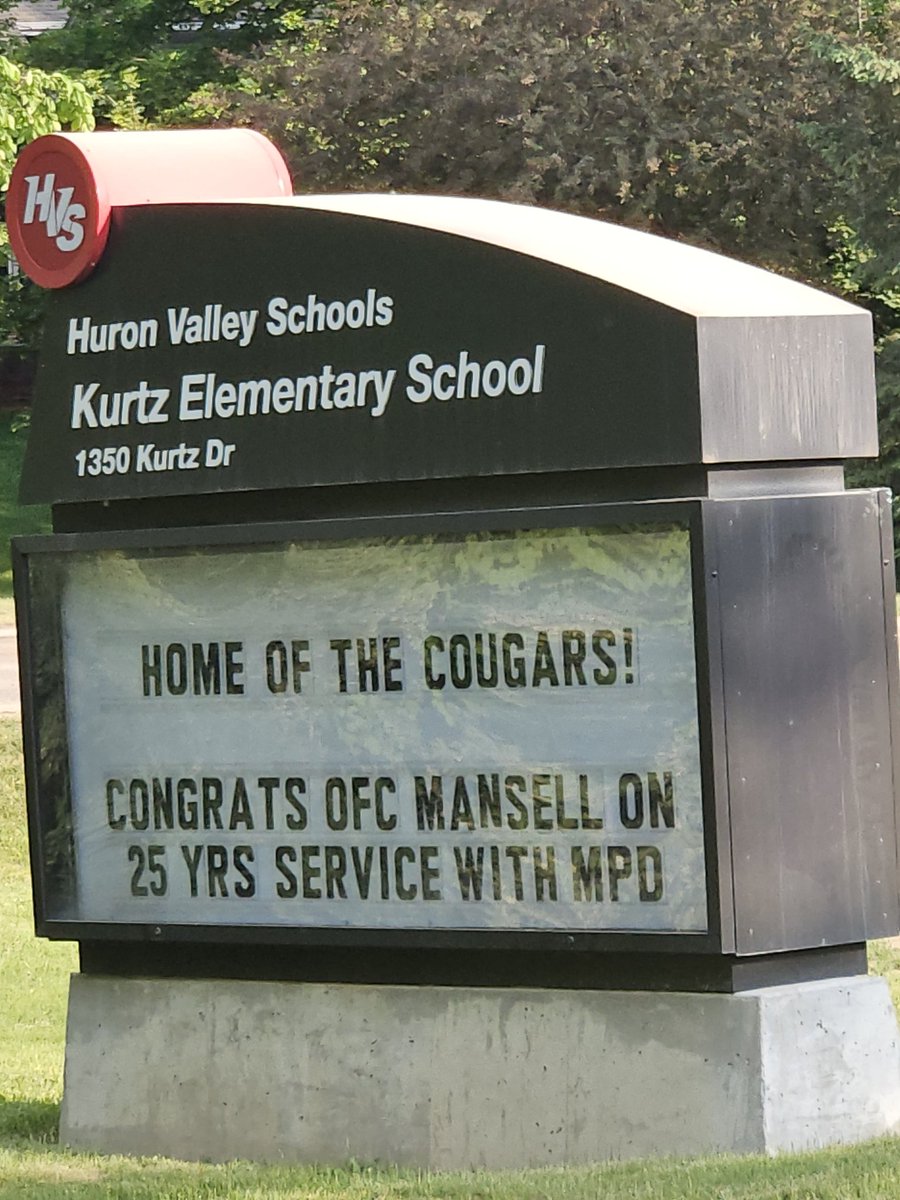 HVS
Huron Valley Schools
Kurtz Elementary School
1350 Kurtz Dr
HOME OF THE COUGARS!
CONGRATS OFC MANSELL ON
25 YRS SERVICE WITH MPD